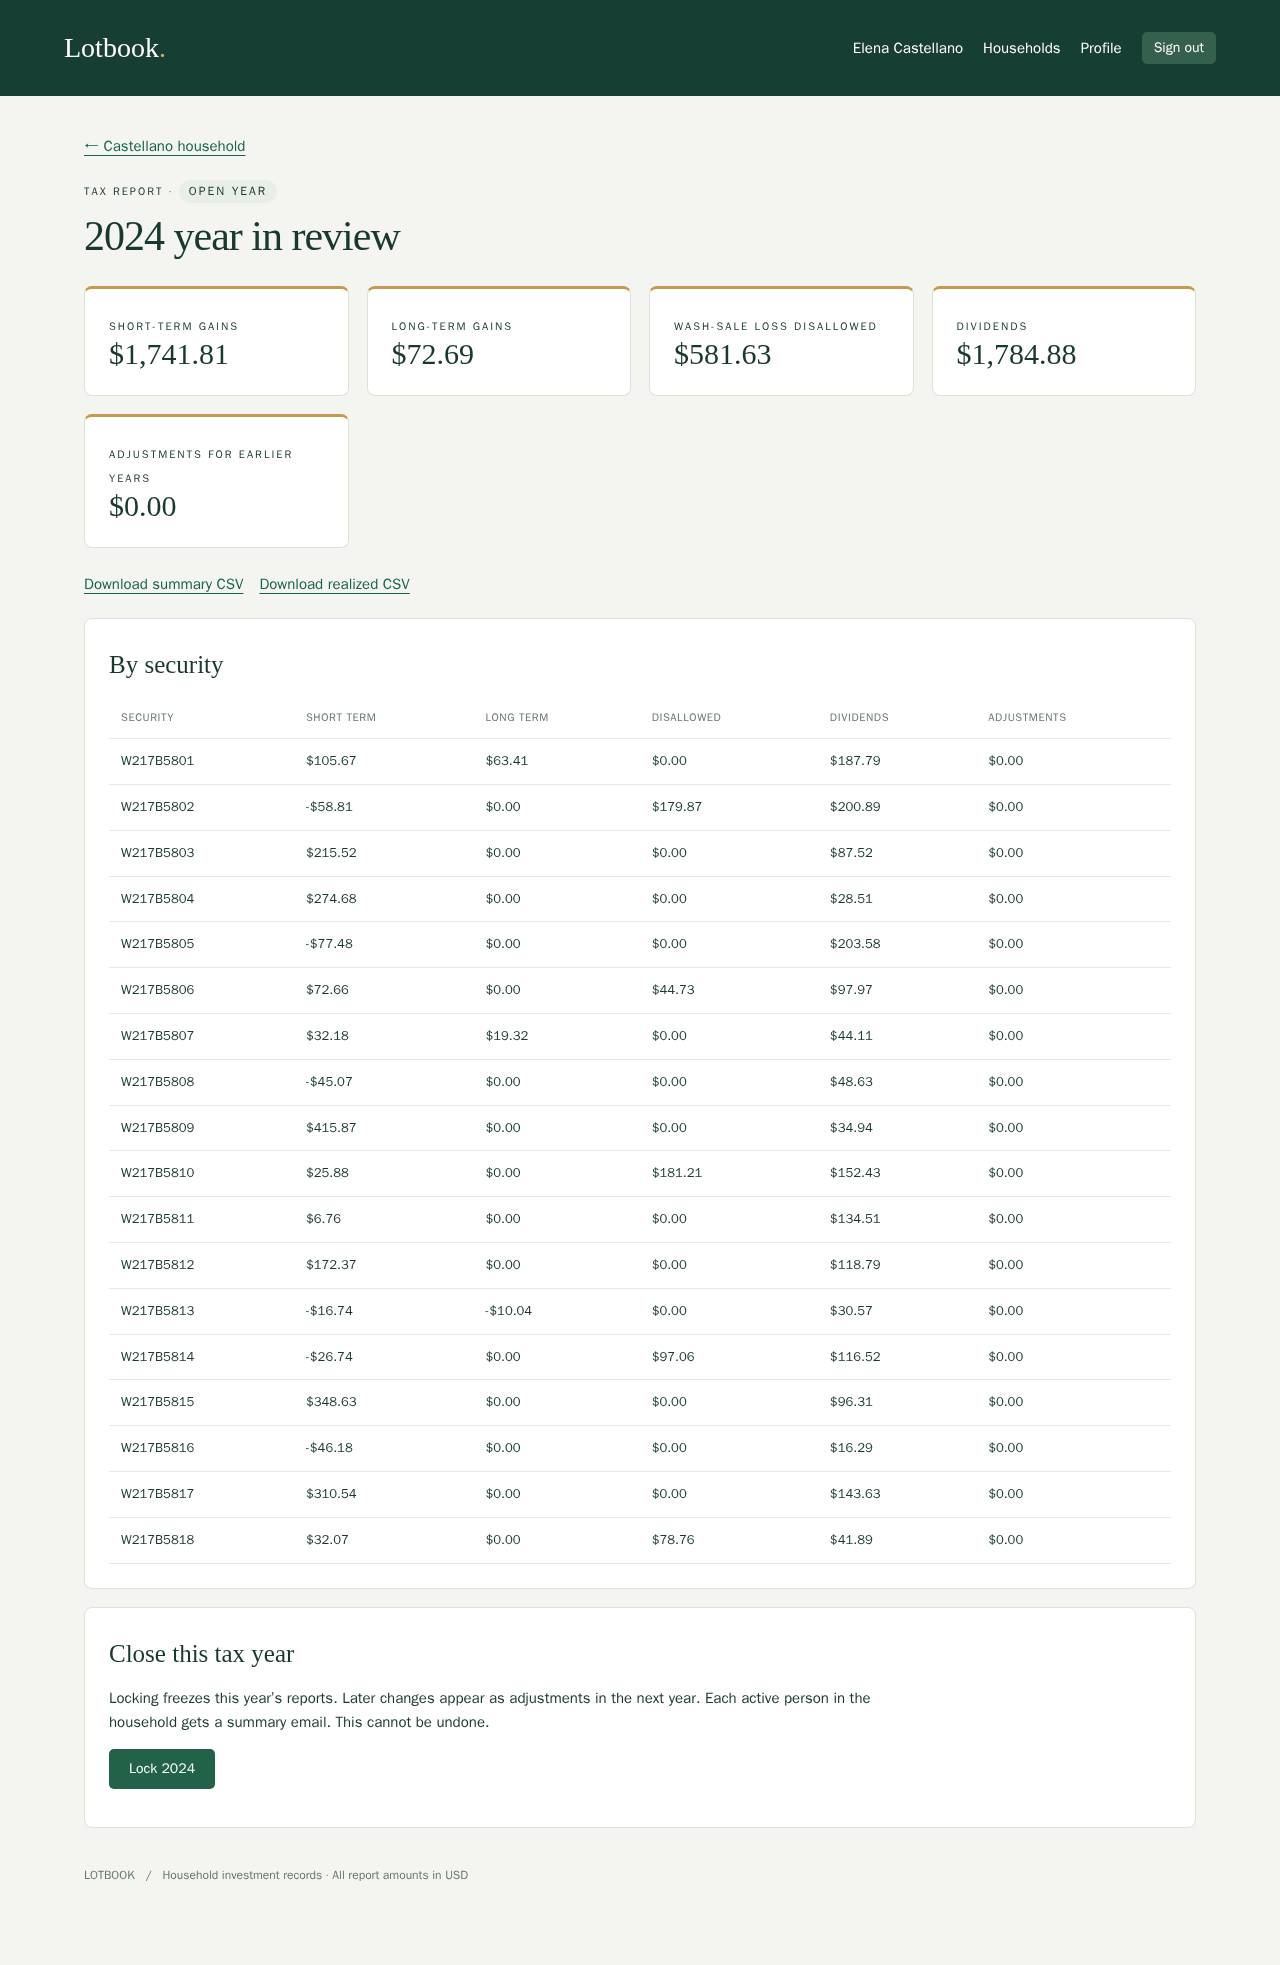 Lotbook.
Elena Castellano Households Profile Sign out
← Castellano household
TAX REPORT · OPEN YEAR
2024 year in review
SHORT-TERM GAINS
$1,741.81
LONG-TERM GAINS
$72.69
WASH-SALE LOSS DISALLOWED
$581.63
DIVIDENDS
$1,784.88
ADJUSTMENTS FOR EARLIER
YEARS
$0.00
Download summary CSV Download realized CSV
By security
SECURITY SHORT TERM LONG TERM DISALLOWED DIVIDENDS ADJUSTMENTS
W217B5801 $105.67 $63.41 $0.00 $187.79 $0.00
W217B5802 -$58.81 $0.00 $179.87 $200.89 $0.00
W217B5803 $215.52 $0.00 $0.00 $87.52 $0.00
W217B5804 $274.68 $0.00 $0.00 $28.51 $0.00
W217B5805 -$77.48 $0.00 $0.00 $203.58 $0.00
W217B5806 $72.66 $0.00 $44.73 $97.97 $0.00
W217B5807 $32.18 $19.32 $0.00 $44.11 $0.00
W217B5808 -$45.07 $0.00 $0.00 $48.63 $0.00
W217B5809 $415.87 $0.00 $0.00 $34.94 $0.00
W217B5810 $25.88 $0.00 $181.21 $152.43 $0.00
W217B5811 $6.76 $0.00 $0.00 $134.51 $0.00
W217B5812 $172.37 $0.00 $0.00 $118.79 $0.00
W217B5813 -$16.74 -$10.04 $0.00 $30.57 $0.00
W217B5814 -$26.74 $0.00 $97.06 $116.52 $0.00
W217B5815 $348.63 $0.00 $0.00 $96.31 $0.00
W217B5816 -$46.18 $0.00 $0.00 $16.29 $0.00
W217B5817 $310.54 $0.00 $0.00 $143.63 $0.00
W217B5818 $32.07 $0.00 $78.76 $41.89 $0.00
Close this tax year
Locking freezes this year's reports. Later changes appear as adjustments in the next year. Each active person in the
household gets a summary email. This cannot be undone.
Lock 2024
LOTBOOK / Household investment records · All report amounts in USD